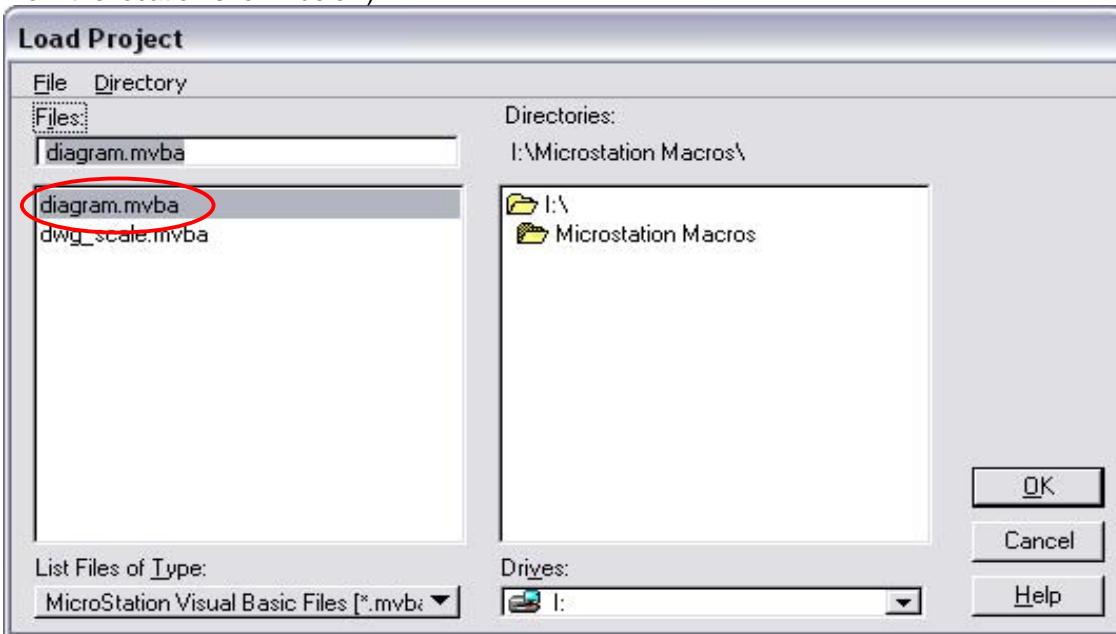 Load Project
File Directory
Files:
diagram.mvba
diagram.mvba
dwg_scale.mvba
List Files of Type:
MicroStation Visual Basic Files [*.mvba
Directories:
I:\Microstation Macros\
I:\
Microstation Macros
Drives:
I:
OK
Cancel
Help